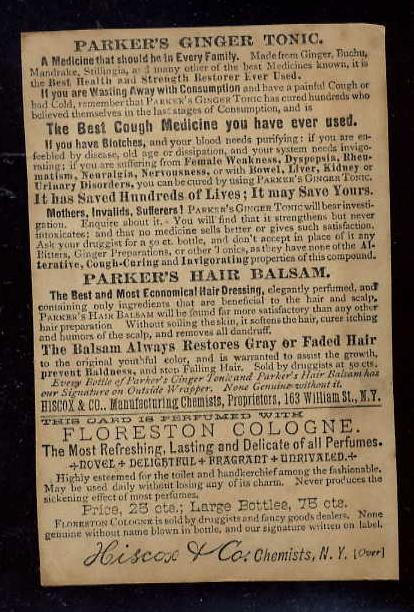 PARKER'S GINGER TONIC.
A Medicine that should be in Every Family. Made from Ginger, Buchu,
Mandrake, Stillingia, and many other of the best Medicines known, it is
the Best Health and Strength Restorer Ever Used.
If you are Wasting Away with Consumption and have a painful Cough or
bad Cold, remember that PARKER'S GINGER TONIC has cured hundreds who
believed themselves in the last stages of Consumption, and is
The Best Cough Medicine you have ever used.
If you have Blotches, and your blood needs purifying: if you are en-
feebled by disease, old age or dissipation, and your system needs invigo-
rating; if you are suffering from Female Weakness, Dyspepsia, Rheu-
matism, Neuralgia, Nervousness, or with Bowel, Liver, Kidney or
Urinary Disorders, you can be cured by using PARKER'S GINGER TONIC.
It has Saved Hundreds of Lives; It may Save Yours.
Mothers, Invalids, Sufferers! PARKER'S GINGER TONIC will bear investi-
gation. Enquire about it. You will find that it strengthens but never
intoxicates; and that no medicine sells better or gives such satisfaction.
Ask your druggist for a 50 ct. bottle, and don't accept in place of it any
Bitters, Ginger Preparations, or other Tonics, as they have none of the Al-
terative, Cough-Curing and Invigorating properties of this compound.
PARKER'S HAIR BALSAM.
The Best and Most Economical Hair Dressing, elegantly perfumed, and
containing only ingredients that are beneficial to the hair and scalp,
PARKER'S HAIR BALSAM will be found far more satisfactory than any other
hair preparation Without soiling the skin, it softens the hair, cures itching
and humors of the scalp, and removes all dandruff.
The Balsam Always Restores Gray or Faded Hair
to the original youthful color, and is warranted to assist the growth,
prevent Baldness, and stop Falling Hair. Sold by druggists at 50 cts.
Every Bottle of Parker's Ginger Tonic and Parker's Hair Balsam has
our Signature on Outside Wrapper. None Genuine without it.
HISCOX & CO., Manufacturing Chemists, Proprietors, 163 William St., N.Y.
THIS CARD IS PERFUMED WITH
FLORESTON COLOGNE.
The Most Refreshing, Lasting and Delicate of all Perfumes.
+NOVEL + DELIGHTFUL + FRAGRANT + UNRIVALED.+
Highly esteemed for the toilet and handkerchief among the fashionable.
May be used daily without losing any of its charm. Never produces the
sickening effect of most perfumes.
Price, 25 cts.; Large Bottles, 75 cts.
FLORESTON COLOGNE is sold by druggists and fancy goods dealers. None
genuine without name blown in bottle, and our signature written on label.
Hiscox & Co. Chemists, N. Y. [Over]